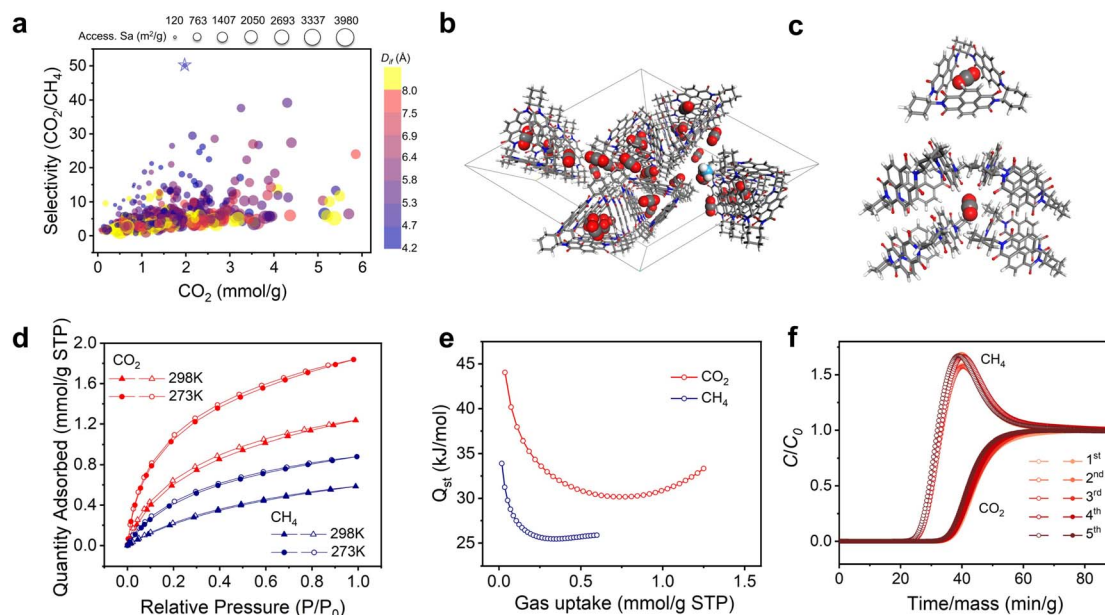 a
120 763 1407 2050 2693 3337 3980
Access. Sa (m²/g)
D_if (Å)
8.0
7.5
6.9
6.4
5.8
5.3
4.7
4.2
Selectivity (CO₂/CH₄)
50
40
30
20
10
5
0
0 1 2 3 4 5 6
CO₂ (mmol/g)
b
c
d
Quantity Adsorbed (mmol/g STP)
2.0
1.6
1.2
0.8
0.4
0.0
CO₂
298K
273K
CH₄
298K
273K
0.0 0.2 0.4 0.6 0.8 1.0
Relative Pressure (P/P₀)
e
Q_st (kJ/mol)
45
40
35
30
25
CO₂
CH₄
0.0 0.5 1.0 1.5
Gas uptake (mmol/g STP)
f
C/C₀
1.5
1.0
0.5
0.0
CH₄
CO₂
1ˢᵗ
2ⁿᵈ
3ʳᵈ
4ᵗʰ
5ᵗʰ
0 20 40 60 80
Time/mass (min/g)